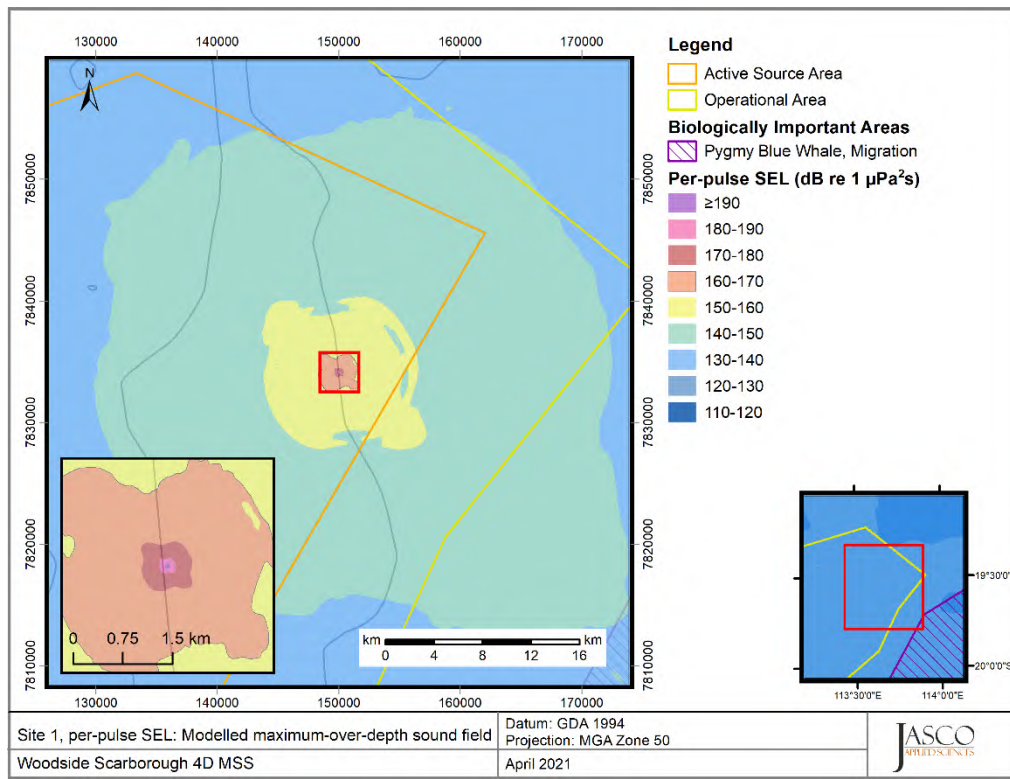 130000 140000 150000 160000 170000
N
7850000 7840000 7830000 7820000 7810000
7850000 7840000 7830000 7820000 7810000
0 0.75 1.5 km
km km
0 4 8 12 16
130000 140000 150000 160000 170000
Legend
Active Source Area
Operational Area
Biologically Important Areas
Pygmy Blue Whale, Migration
Per-pulse SEL (dB re 1 µPa²s)
≥190
180-190
170-180
160-170
150-160
140-150
130-140
120-130
110-120
19°30'0"S
20°0'0"S
113°30'0"E 114°0'0"E
Site 1, per-pulse SEL: Modelled maximum-over-depth sound field
Woodside Scarborough 4D MSS
Datum: GDA 1994
Projection: MGA Zone 50
April 2021
JASCO
APPLIED SCIENCES